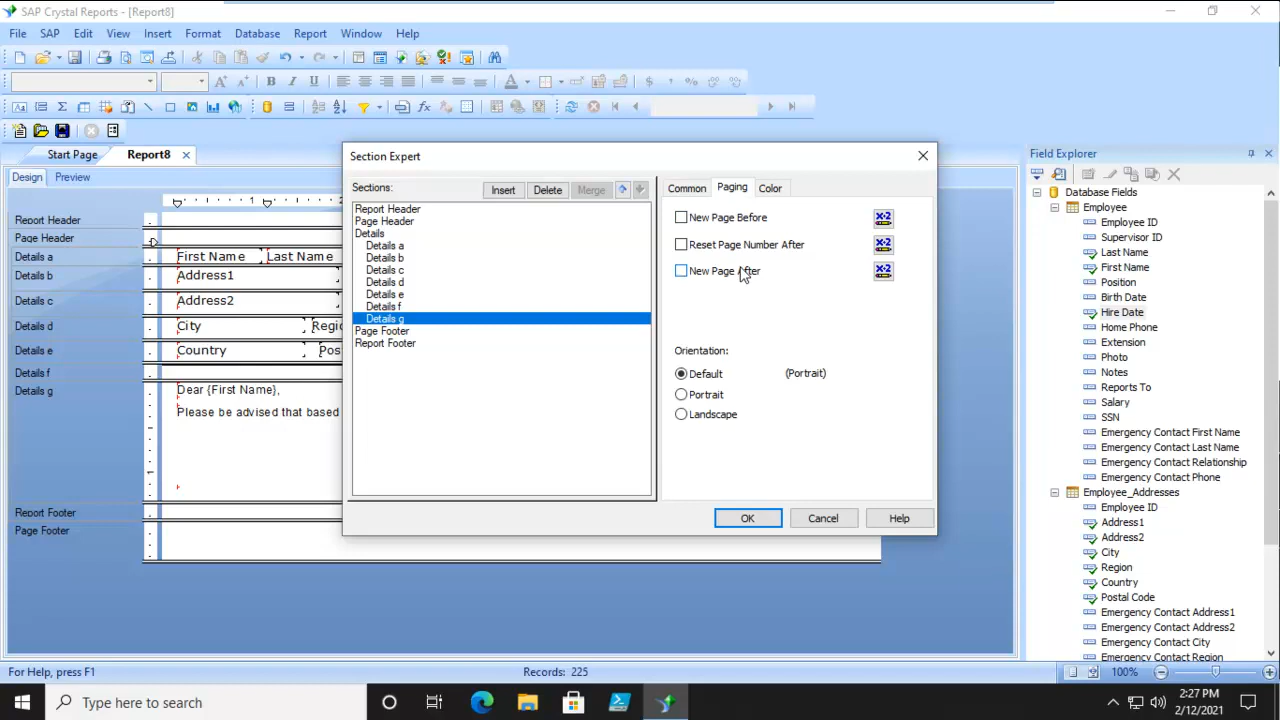 SAP Crystal Reports - [Report8]
File SAP Edit View Insert Format Database Report Window Help
Start Page Report8
Design Preview
Report Header
Page Header
Details a First Name Last Name
Details b Address1
Details c Address2
Details d City
Details e Country
Details f
Details g Dear {First Name},
Please be advised that based
Report Footer
Page Footer
Section Expert
Sections: Insert Delete Merge
Report Header
Page Header
Details
Details a
Details b
Details c
Details d
Details e
Details f
Details g
Page Footer
Report Footer
Common Paging Color
New Page Before
Reset Page Number After
New Page After
Orientation:
Default (Portrait)
Portrait
Landscape
OK Cancel Help
Field Explorer
Database Fields
Employee
Employee ID
Supervisor ID
Last Name
First Name
Position
Birth Date
Hire Date
Home Phone
Extension
Photo
Notes
Reports To
Salary
SSN
Emergency Contact First Name
Emergency Contact Last Name
Emergency Contact Relationship
Emergency Contact Phone
Employee_Addresses
Employee ID
Address1
Address2
City
Region
Country
Postal Code
Emergency Contact Address1
Emergency Contact Address2
Emergency Contact City
Emergency Contact Region
For Help, press F1 Records: 225 100%
Type here to search
2:27 PM
2/12/2021